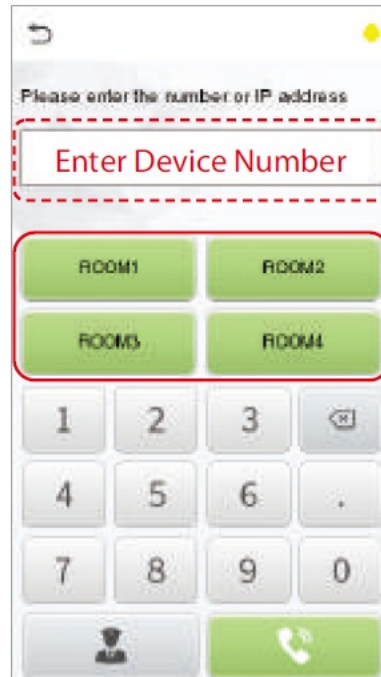 Please enter the number or IP address
Enter Device Number
ROOM1 ROOM2
ROOM3 ROOM4
1 2 3
4 5 6 .
7 8 9 0